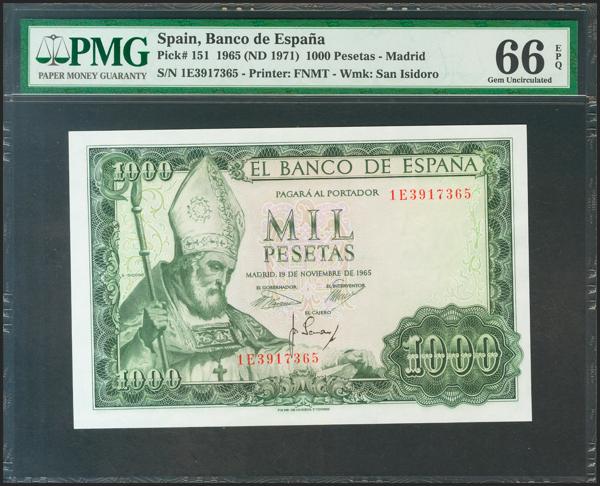 PMG
PAPER MONEY GUARANTY
Spain, Banco de España
Pick# 151 1965 (ND 1971) 1000 Pesetas - Madrid
S/N 1E3917365 - Printer: FNMT - Wmk: San Isidoro
66 EPQ
Gem Uncirculated
1000
EL BANCO DE ESPAÑA
PAGARÁ AL PORTADOR
1E3917365
MIL
PESETAS
S. ISIDORO
MADRID, 19 DE NOVIEMBRE DE 1965
EL GOBERNADOR
EL INTERVENTOR
EL CAJERO
1E3917365
1000
1000